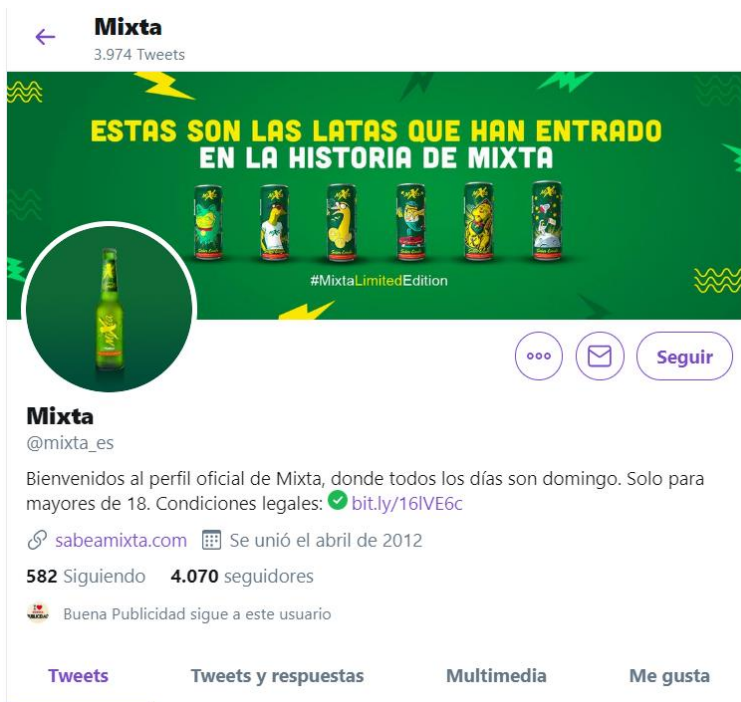 Mixta
3.974 Tweets
ESTAS SON LAS LATAS QUE HAN ENTRADO
EN LA HISTORIA DE MIXTA
#MixtaLimitedEdition
Mixta
Seguir
Mixta
@mixta_es
Bienvenidos al perfil oficial de Mixta, donde todos los días son domingo. Solo para
mayores de 18. Condiciones legales: bit.ly/16lVE6c
sabeamixta.com Se unió el abril de 2012
582 Siguiendo 4.070 seguidores
Buena Publicidad sigue a este usuario
Tweets Tweets y respuestas Multimedia Me gusta